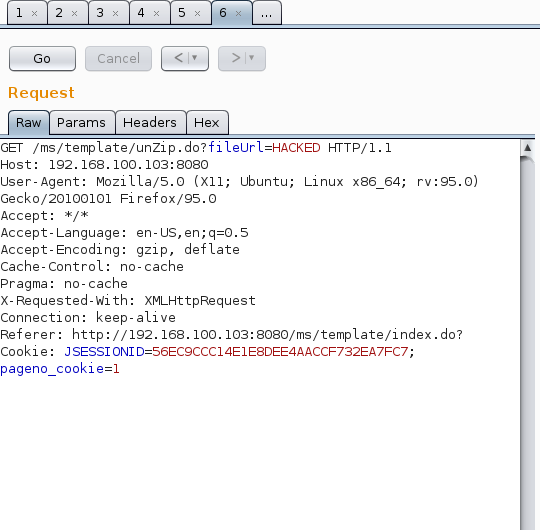 1 × 2 × 3 × 4 × 5 × 6 × ...
Go Cancel < ▼ > ▼
Request
Raw Params Headers Hex
GET /ms/template/unZip.do?fileUrl=HACKED HTTP/1.1
Host: 192.168.100.103:8080
User-Agent: Mozilla/5.0 (X11; Ubuntu; Linux x86_64; rv:95.0)
Gecko/20100101 Firefox/95.0
Accept: */*
Accept-Language: en-US,en;q=0.5
Accept-Encoding: gzip, deflate
Cache-Control: no-cache
Pragma: no-cache
X-Requested-With: XMLHttpRequest
Connection: keep-alive
Referer: http://192.168.100.103:8080/ms/template/index.do?
Cookie: JSESSIONID=56EC9CCC14E1E8DEE4AACCF732EA7FC7;
pageno_cookie=1